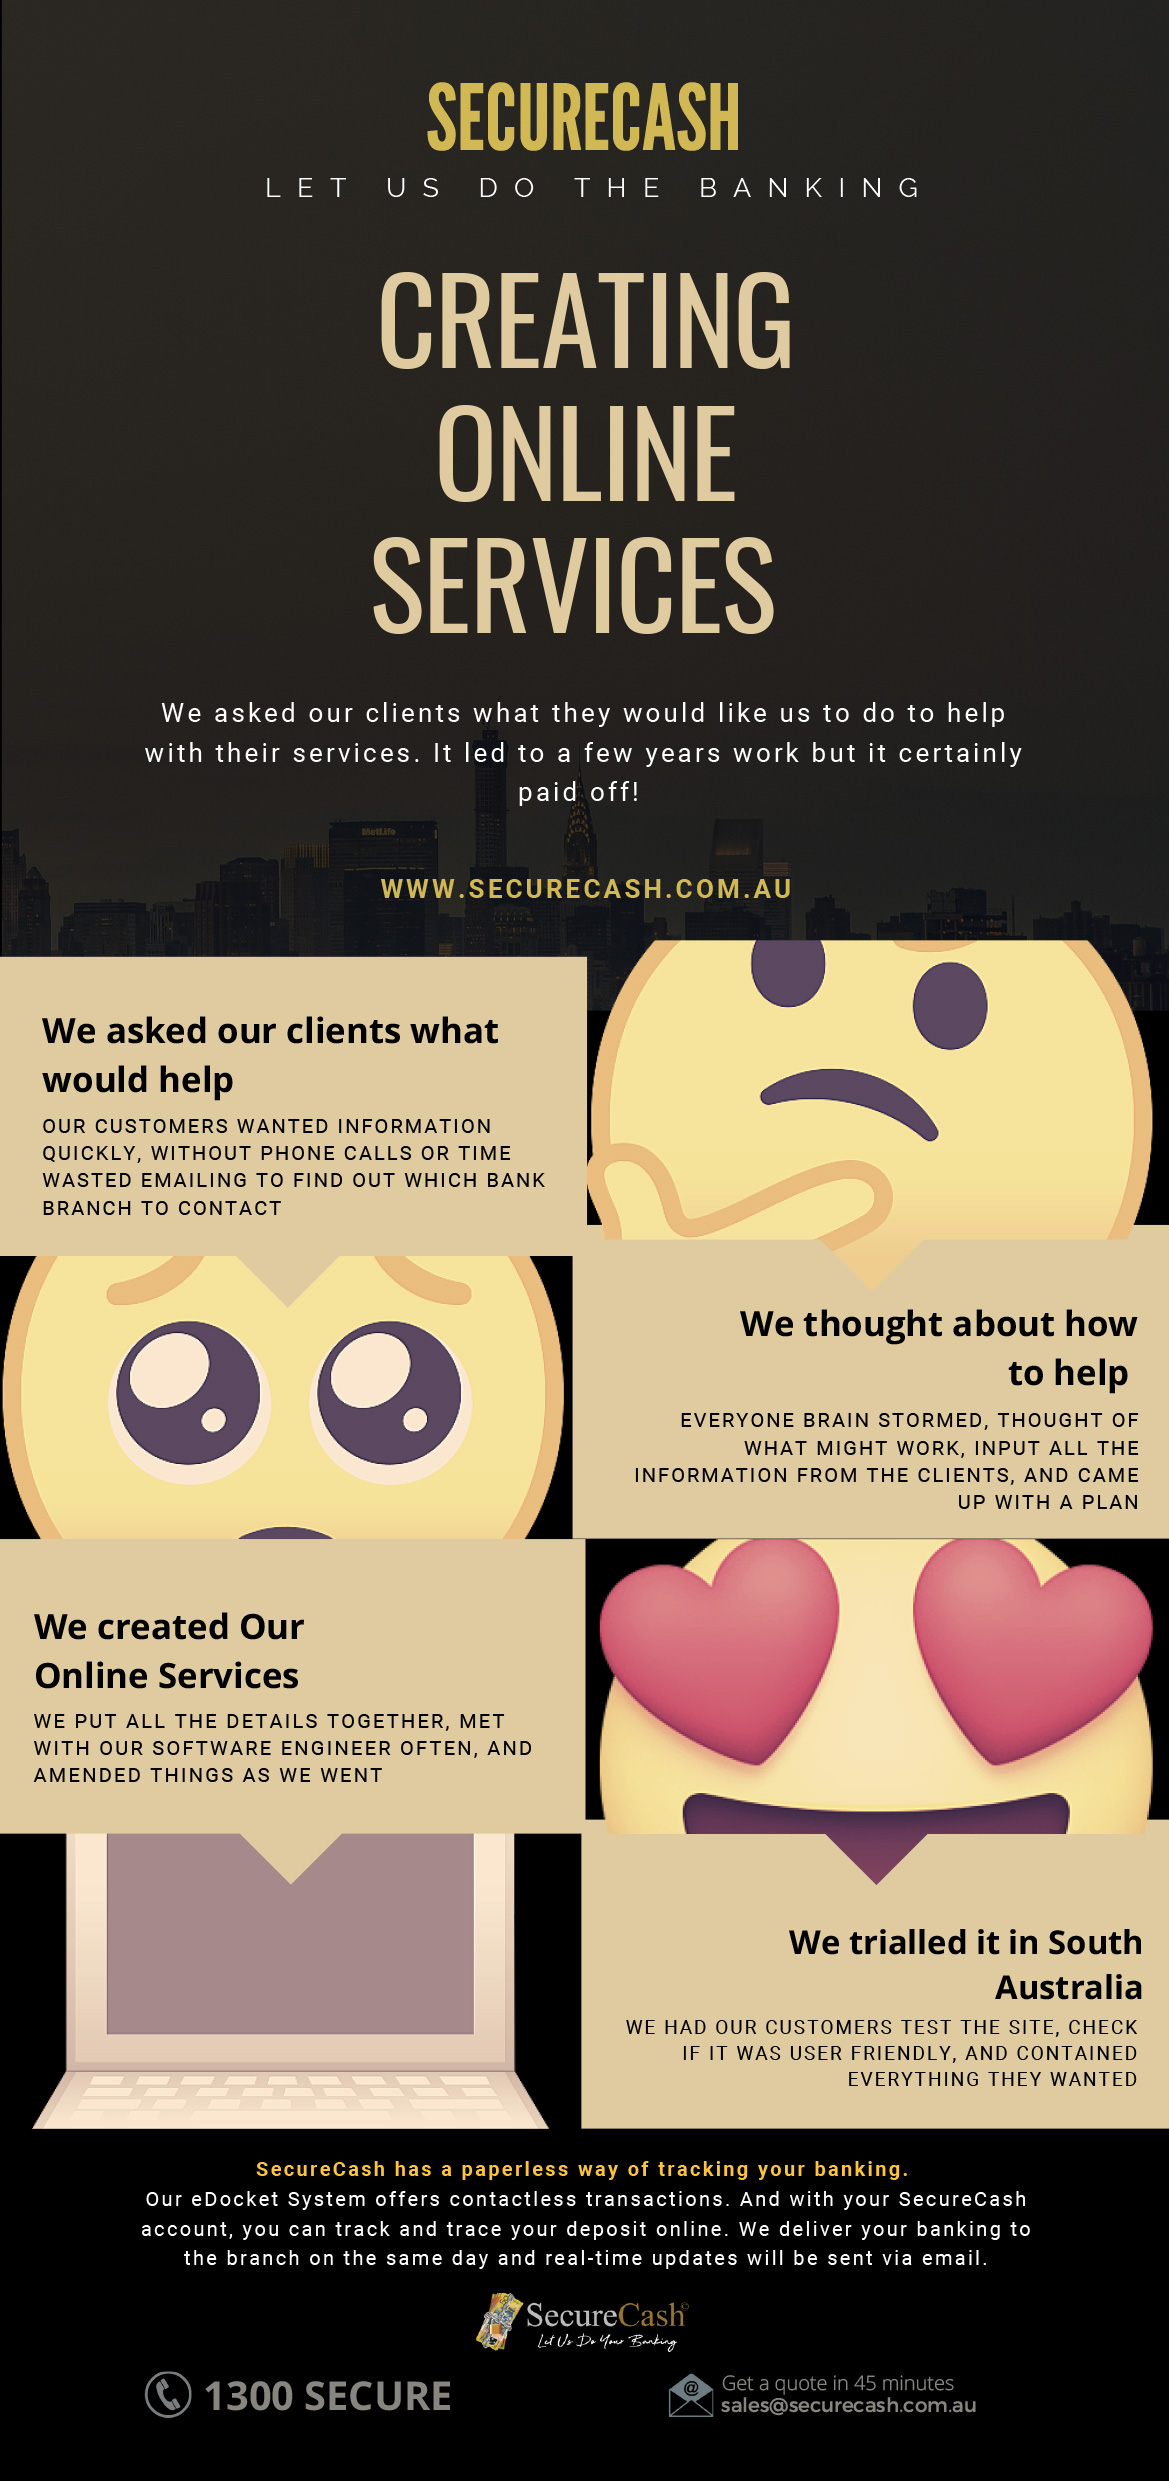 SECURECASH
LET US DO THE BANKING
CREATING
ONLINE
SERVICES
We asked our clients what they would like us to do to help
with their services. It led to a few years work but it certainly
paid off!
MetLife
WWW.SECURECASH.COM.AU
We asked our clients what
would help
OUR CUSTOMERS WANTED INFORMATION
QUICKLY, WITHOUT PHONE CALLS OR TIME
WASTED EMAILING TO FIND OUT WHICH BANK
BRANCH TO CONTACT
We thought about how
to help
EVERYONE BRAIN STORMED, THOUGHT OF
WHAT MIGHT WORK, INPUT ALL THE
INFORMATION FROM THE CLIENTS, AND CAME
UP WITH A PLAN
We created Our
Online Services
WE PUT ALL THE DETAILS TOGETHER, MET
WITH OUR SOFTWARE ENGINEER OFTEN, AND
AMENDED THINGS AS WE WENT
We trialled it in South
Australia
WE HAD OUR CUSTOMERS TEST THE SITE, CHECK
IF IT WAS USER FRIENDLY, AND CONTAINED
EVERYTHING THEY WANTED
SecureCash has a paperless way of tracking your banking.
Our eDocket System offers contactless transactions. And with your SecureCash
account, you can track and trace your deposit online. We deliver your banking to
the branch on the same day and real-time updates will be sent via email.
SecureCash©
Let Us Do Your Banking
1300 SECURE
@
Get a quote in 45 minutes
sales@securecash.com.au